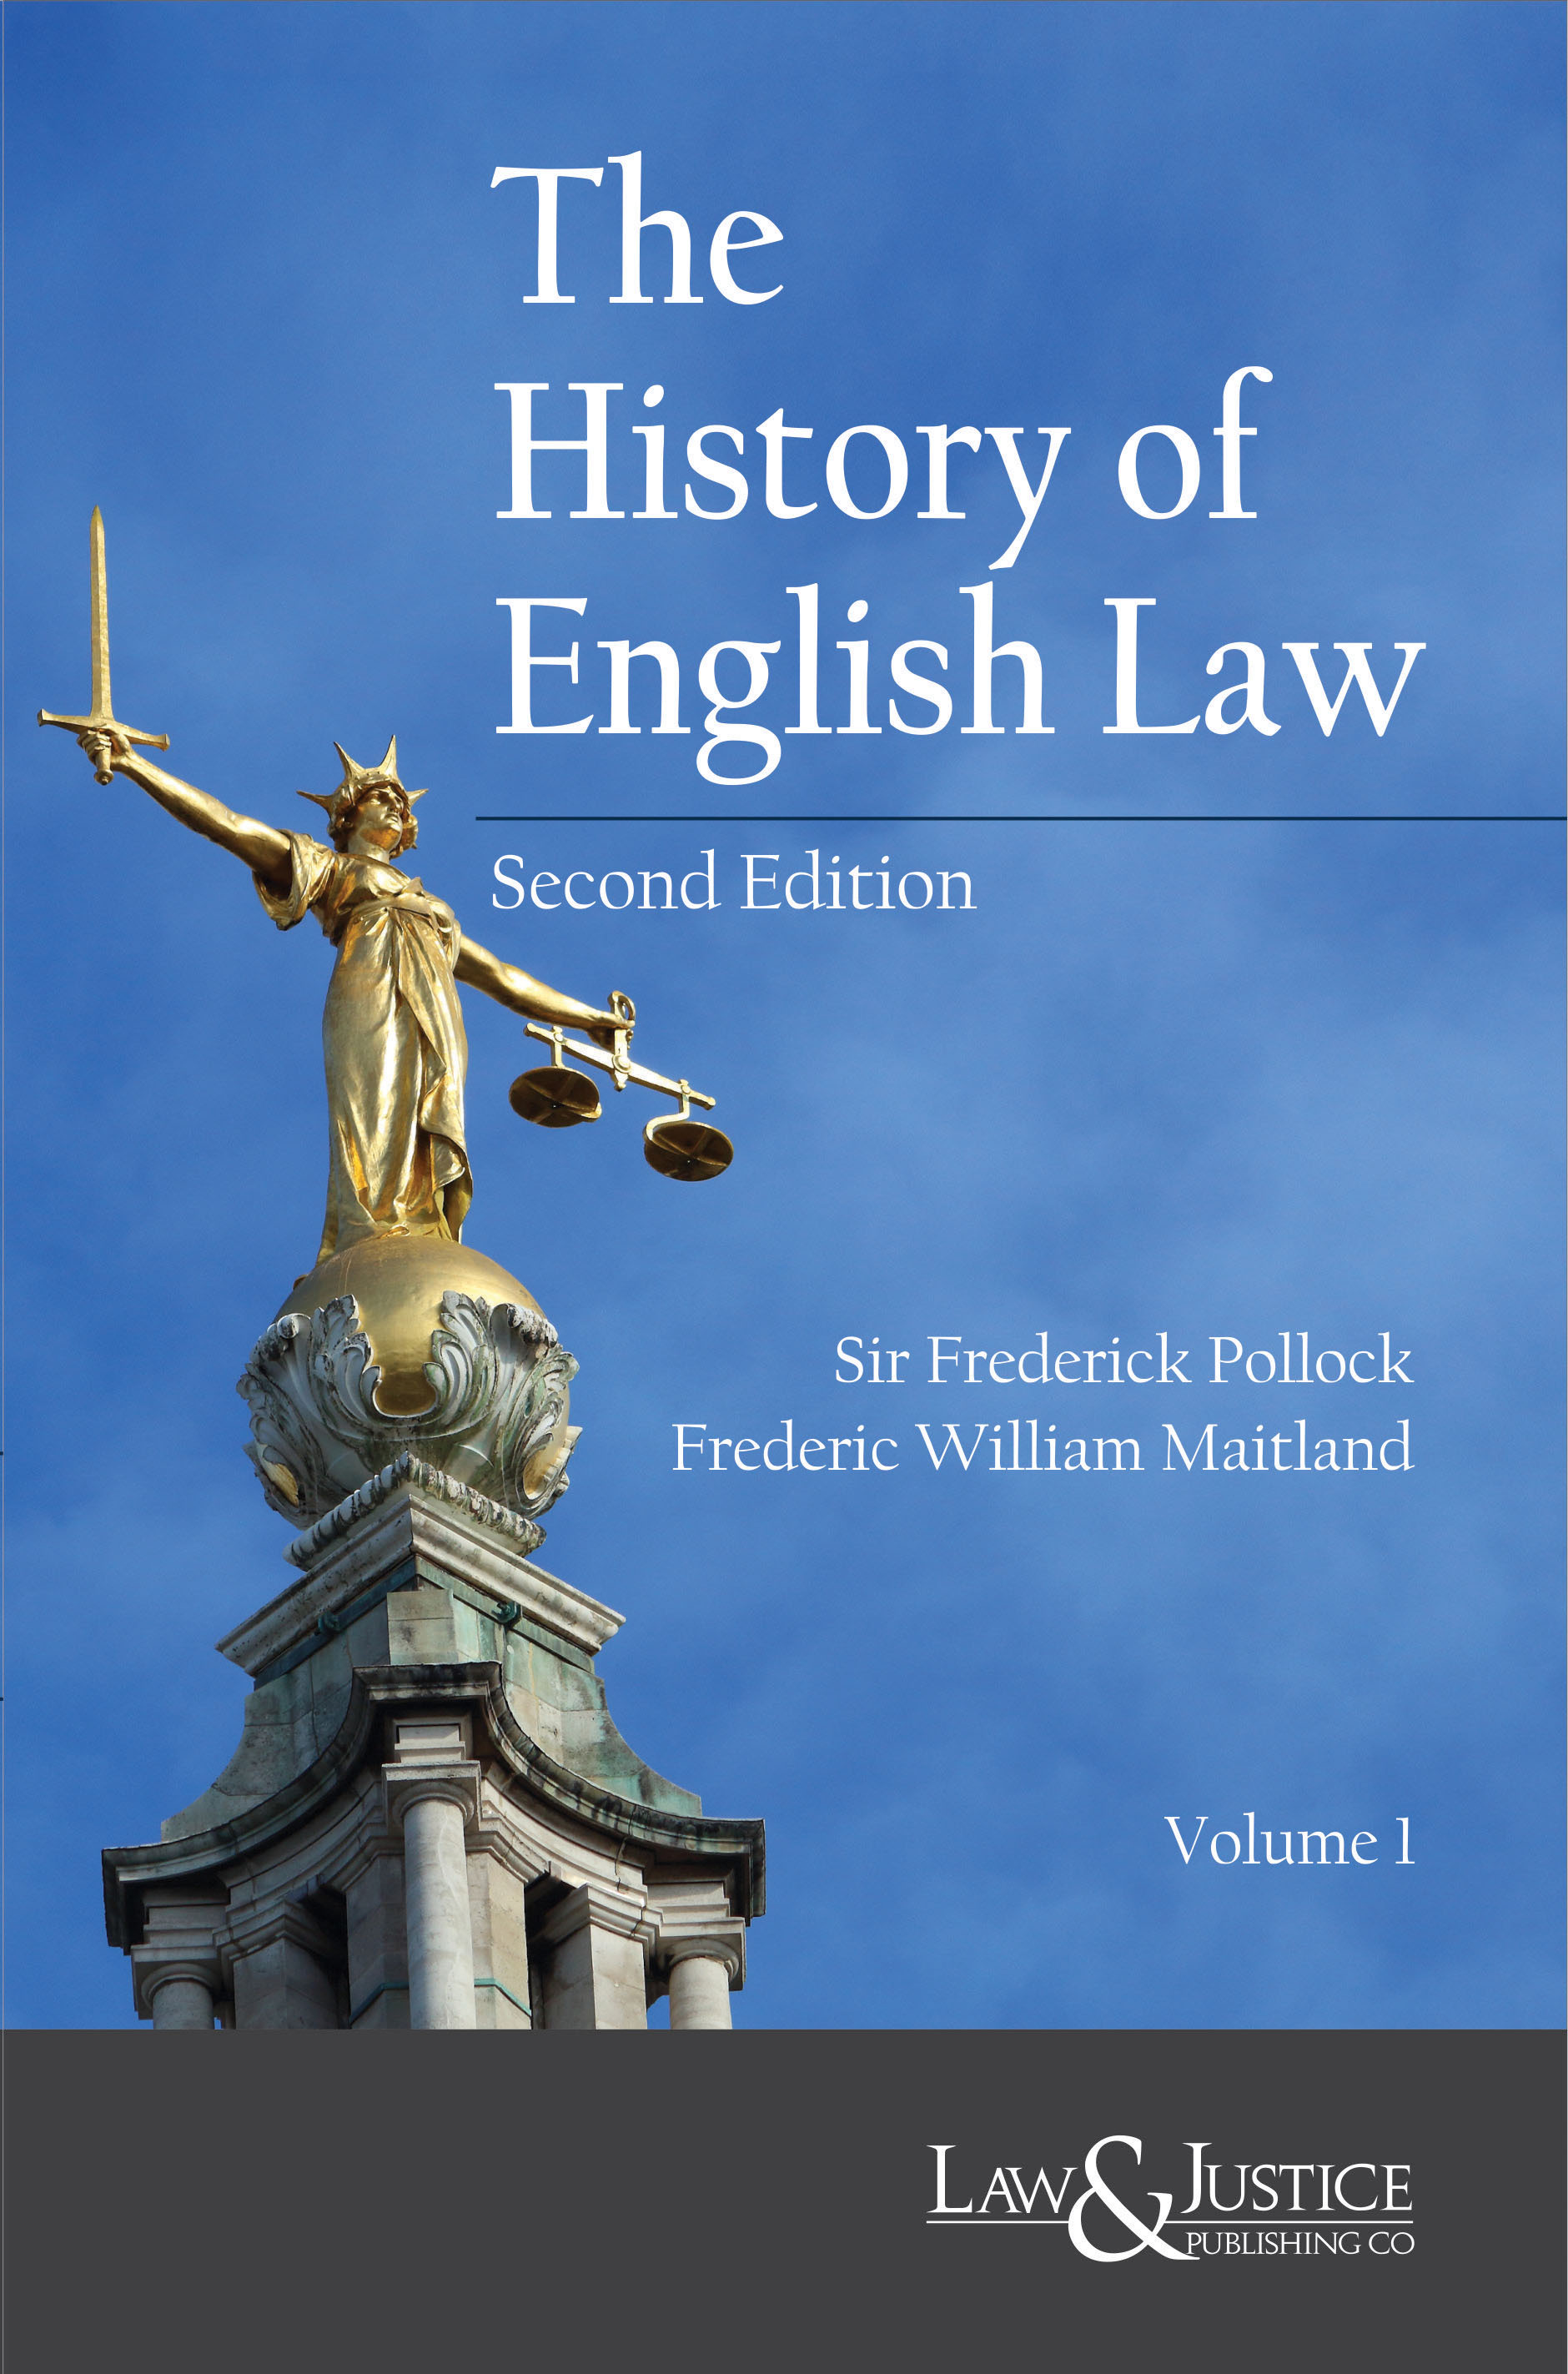 The
History of
English Law
Second Edition
Sir Frederick Pollock
Frederic William Maitland
Volume 1
LAW & JUSTICE
PUBLISHING CO